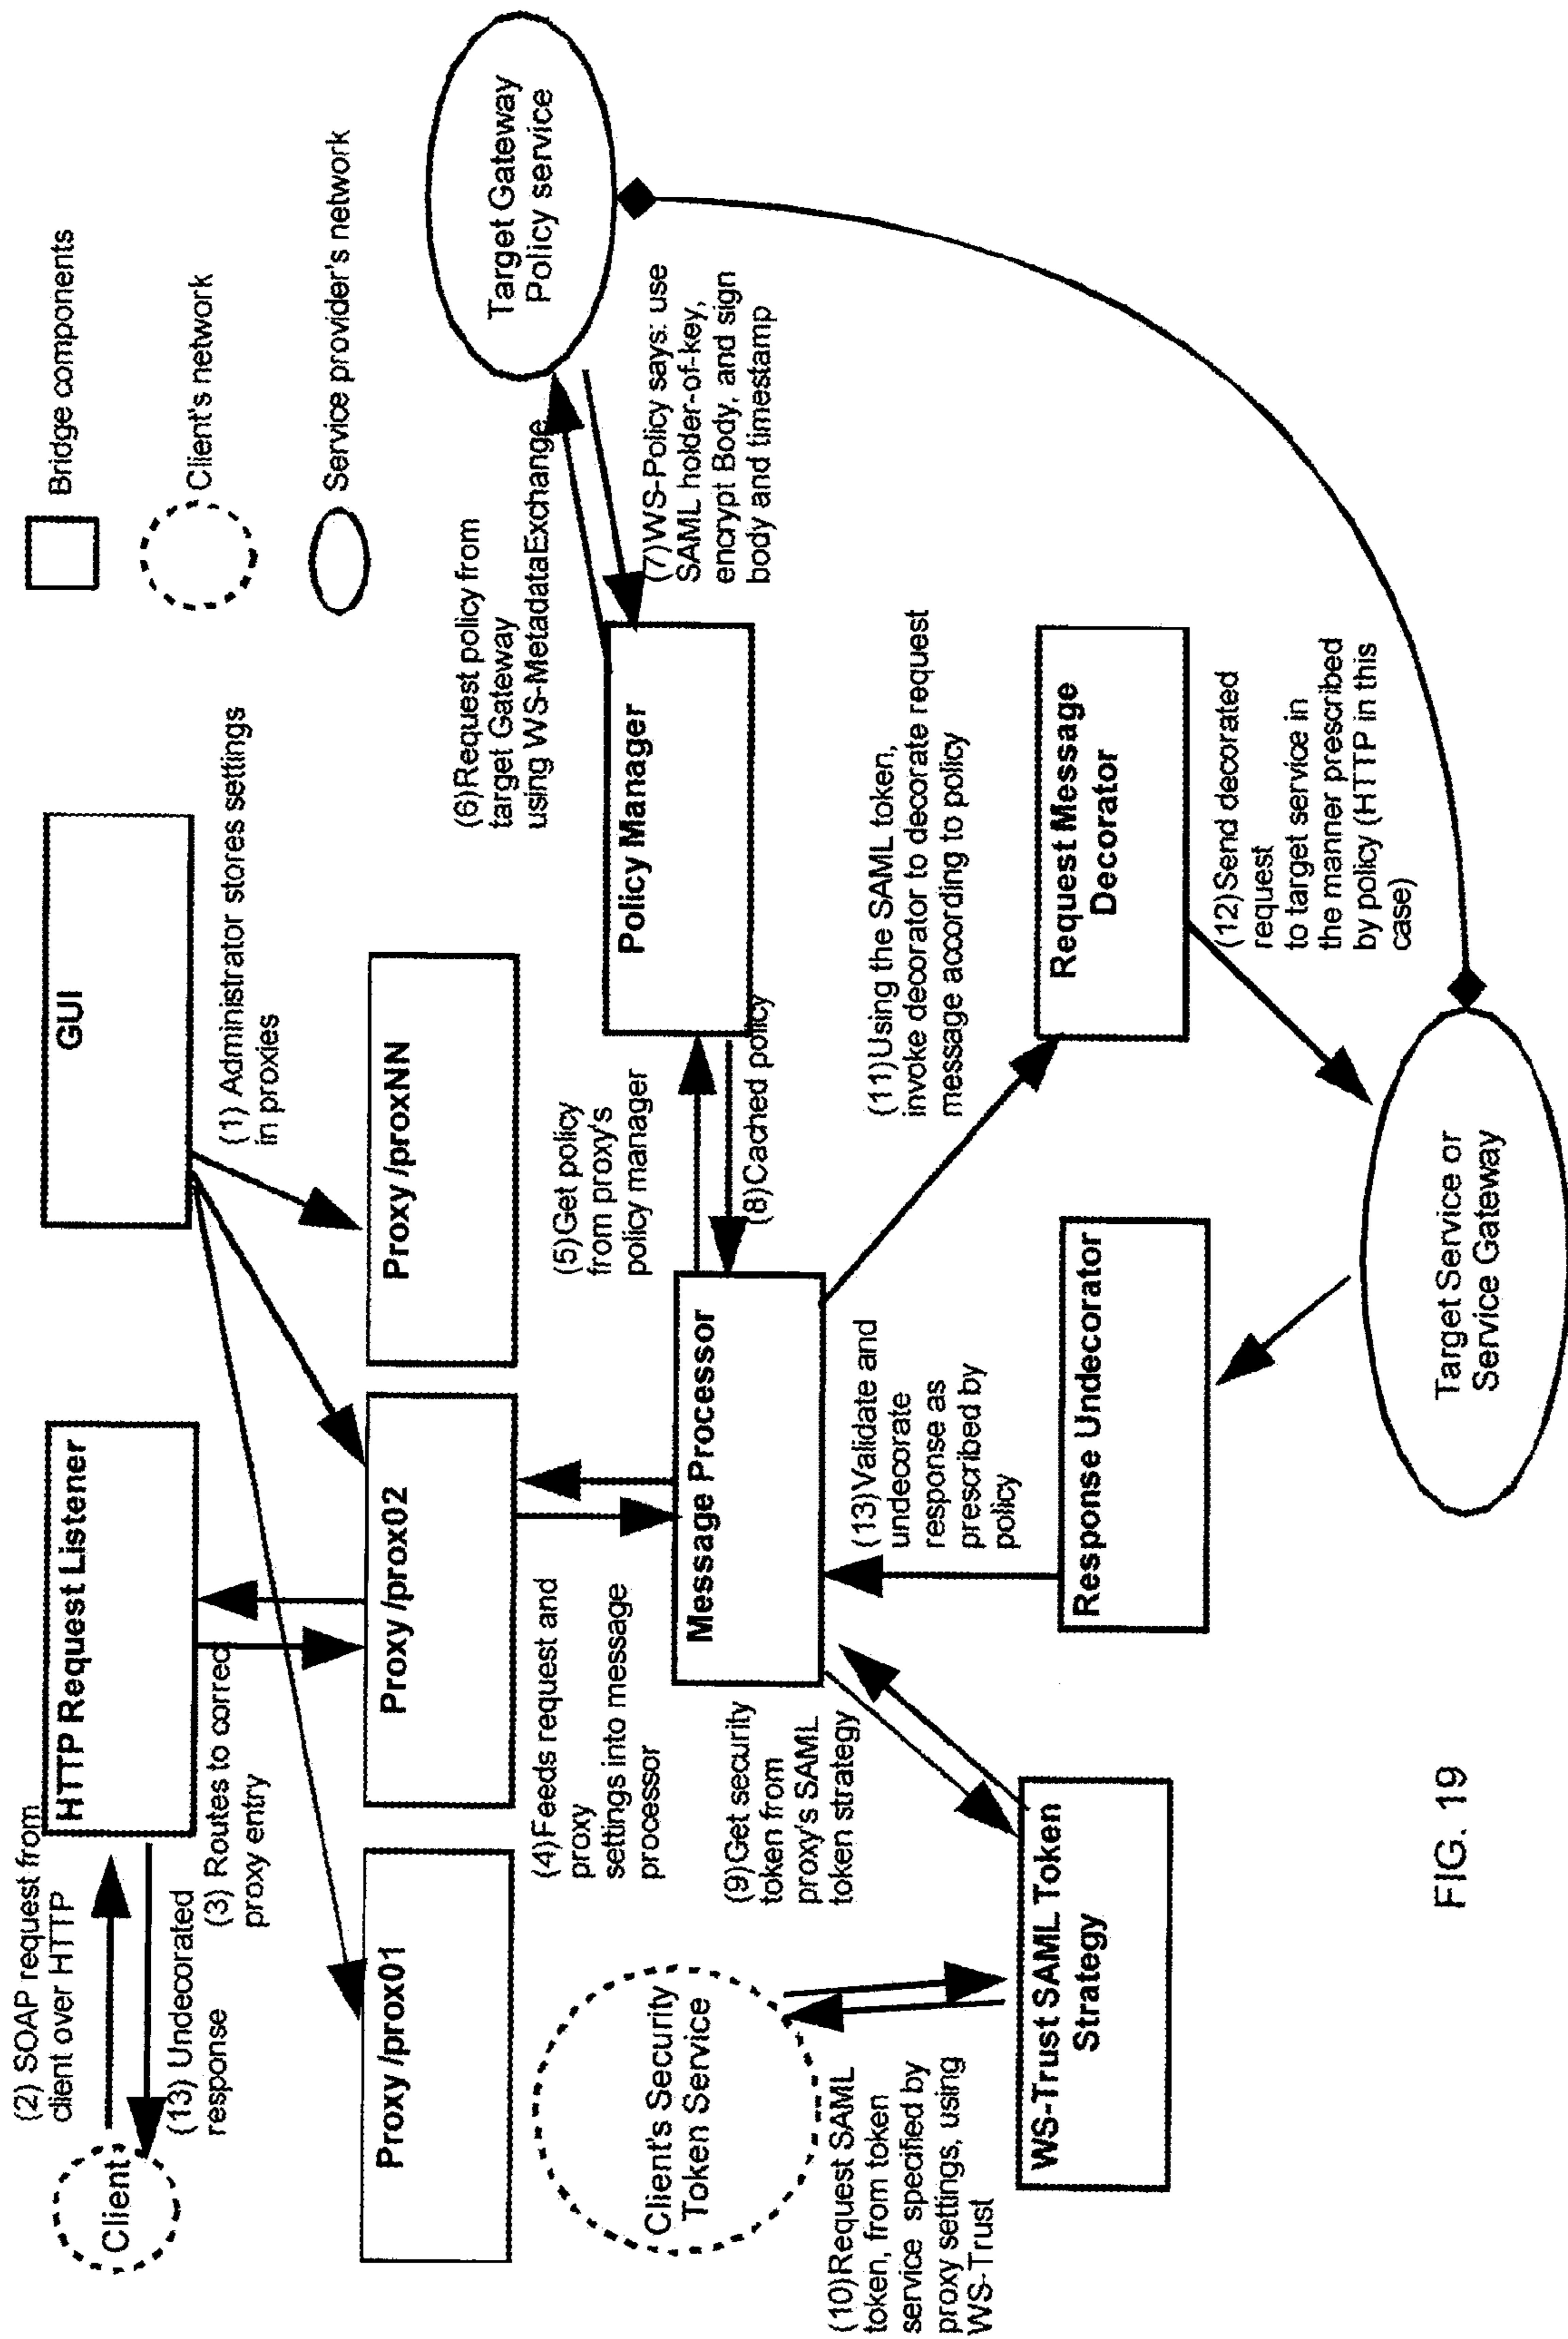 Bridge components
Client's network
Service provider's network
(2) SOAP request from
client over HTTP
Client
(13) Undecorated
response
HTTP Request Listener
GUI
(1) Administrator stores settings
in proxies
(3) Routes to correct
proxy entry
Proxy /prox01
Proxy /prox02
Proxy /proxNN
(4)Feeds request and
proxy
settings into message
processor
(5)Get policy
from proxy's
policy manager
(6)Request policy from
target Gateway
using WS-MetadataExchange
Target Gateway
Policy service
(7)WS-Policy says: use
SAML holder-of-key,
encrypt Body, and sign
body and timestamp
Policy Manager
(8)Cached policy
Message Processor
Client's Security
Token Service
(9)Get security
token from
proxy's SAML
token strategy
(10)Request SAML
token, from token
service specified by
proxy settings, using
WS-Trust
WS-Trust SAML Token
Strategy
(13)Validate and
undecorate
response as
prescribed by
policy
Response Undecorator
(11)Using the SAML token,
invoke decorator to decorate request
message according to policy
Request Message
Decorator
(12)Send decorated
request
to target service in
the manner prescribed
by policy (HTTP in this
case)
Target Service or
Service Gateway
FIG. 19